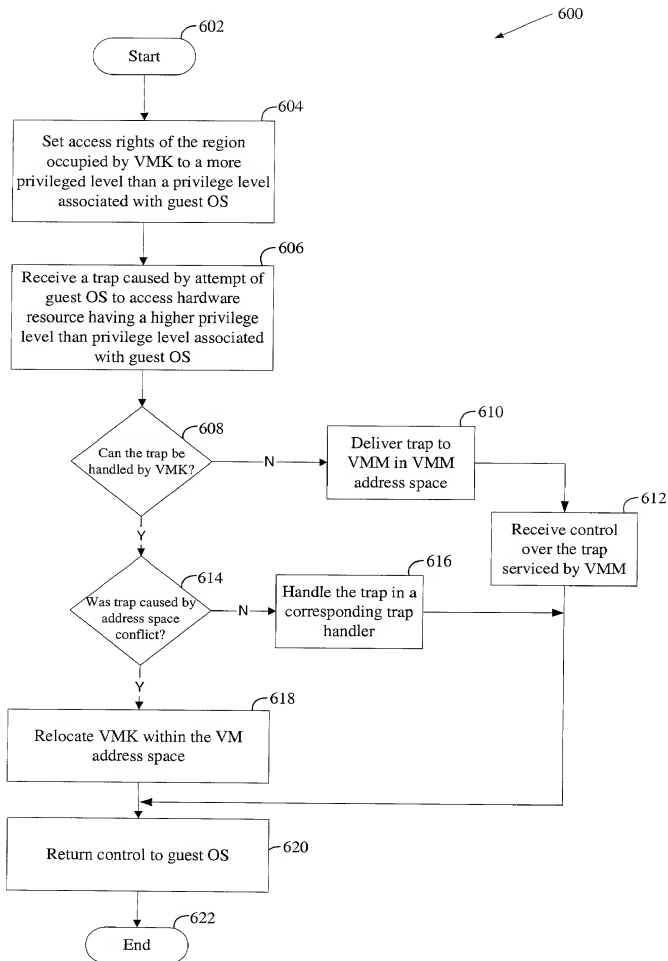 600
602
Start
604
Set access rights of the region
occupied by VMK to a more
privileged level than a privilege level
associated with guest OS
606
Receive a trap caused by attempt of
guest OS to access hardware
resource having a higher privilege
level than privilege level associated
with guest OS
608
Can the trap be
handled by VMK?
N
610
Deliver trap to
VMM in VMM
address space
612
Receive control
over the trap
serviced by VMM
Y
614
Was trap caused by
address space
conflict?
N
616
Handle the trap in a
corresponding trap
handler
Y
618
Relocate VMK within the VM
address space
Return control to guest OS
620
622
End